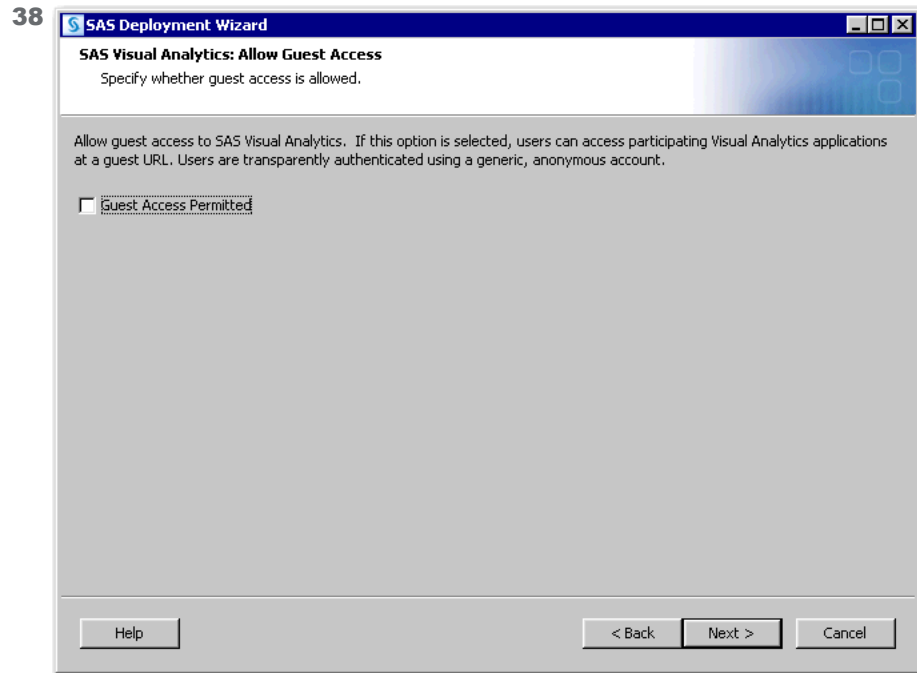 38
SAS Deployment Wizard
SAS Visual Analytics: Allow Guest Access
Specify whether guest access is allowed.
Allow guest access to SAS Visual Analytics.  If this option is selected, users can access participating Visual Analytics applications
at a guest URL. Users are transparently authenticated using a generic, anonymous account.
Guest Access Permitted
Help
< Back
Next >
Cancel